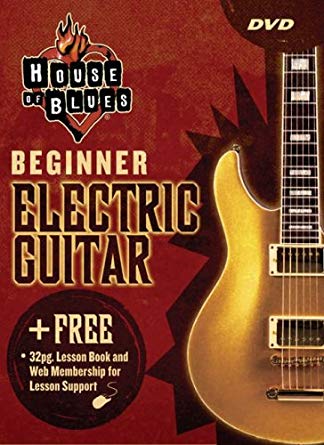 DVD
HOUSE
OF BLUES
BEGINNER
ELECTRIC
GUITAR
+ FREE
• 32pg. Lesson Book and
Web Membership for
Lesson Support